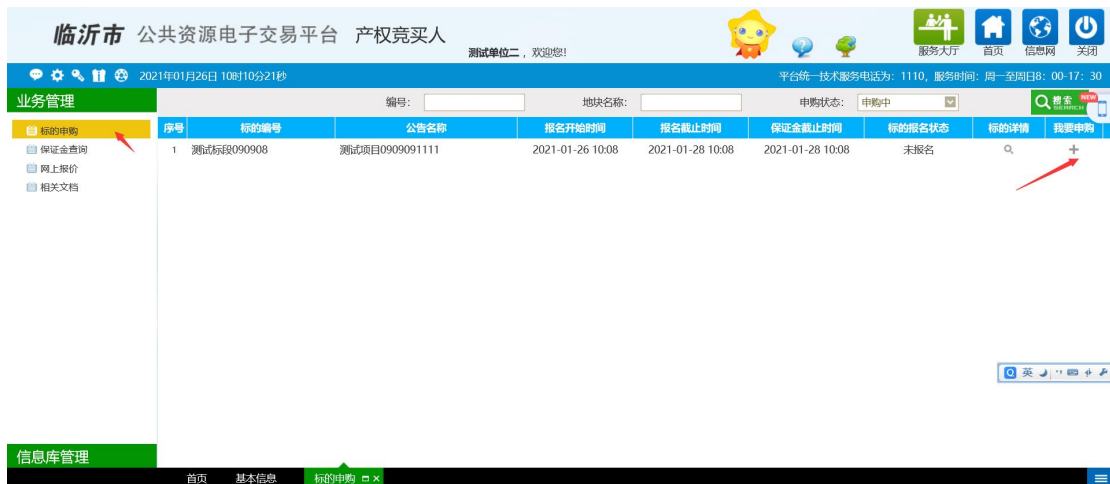 临沂市 公共资源电子交易平台 产权竞买人
测试单位二，欢迎您!
服务大厅 首页 信息网 关闭
2021年01月26日 10时10分21秒 平台统一技术服务电话为: 1110, 服务时间: 周一至周日8: 00-17: 30
业务管理
编号: 地块名称: 申购状态: 申购中 搜索 NEW
SEARCH
标的申购
保证金查询
网上报价
相关文档
序号 标的编号 公告名称 报名开始时间 报名截止时间 保证金截止时间 标的报名状态 标的详情 我要申购
1 测试标段090908 测试项目0909091111 2021-01-26 10:08 2021-01-28 10:08 2021-01-28 10:08 未报名
英
信息库管理
首页 基本信息 标的申购